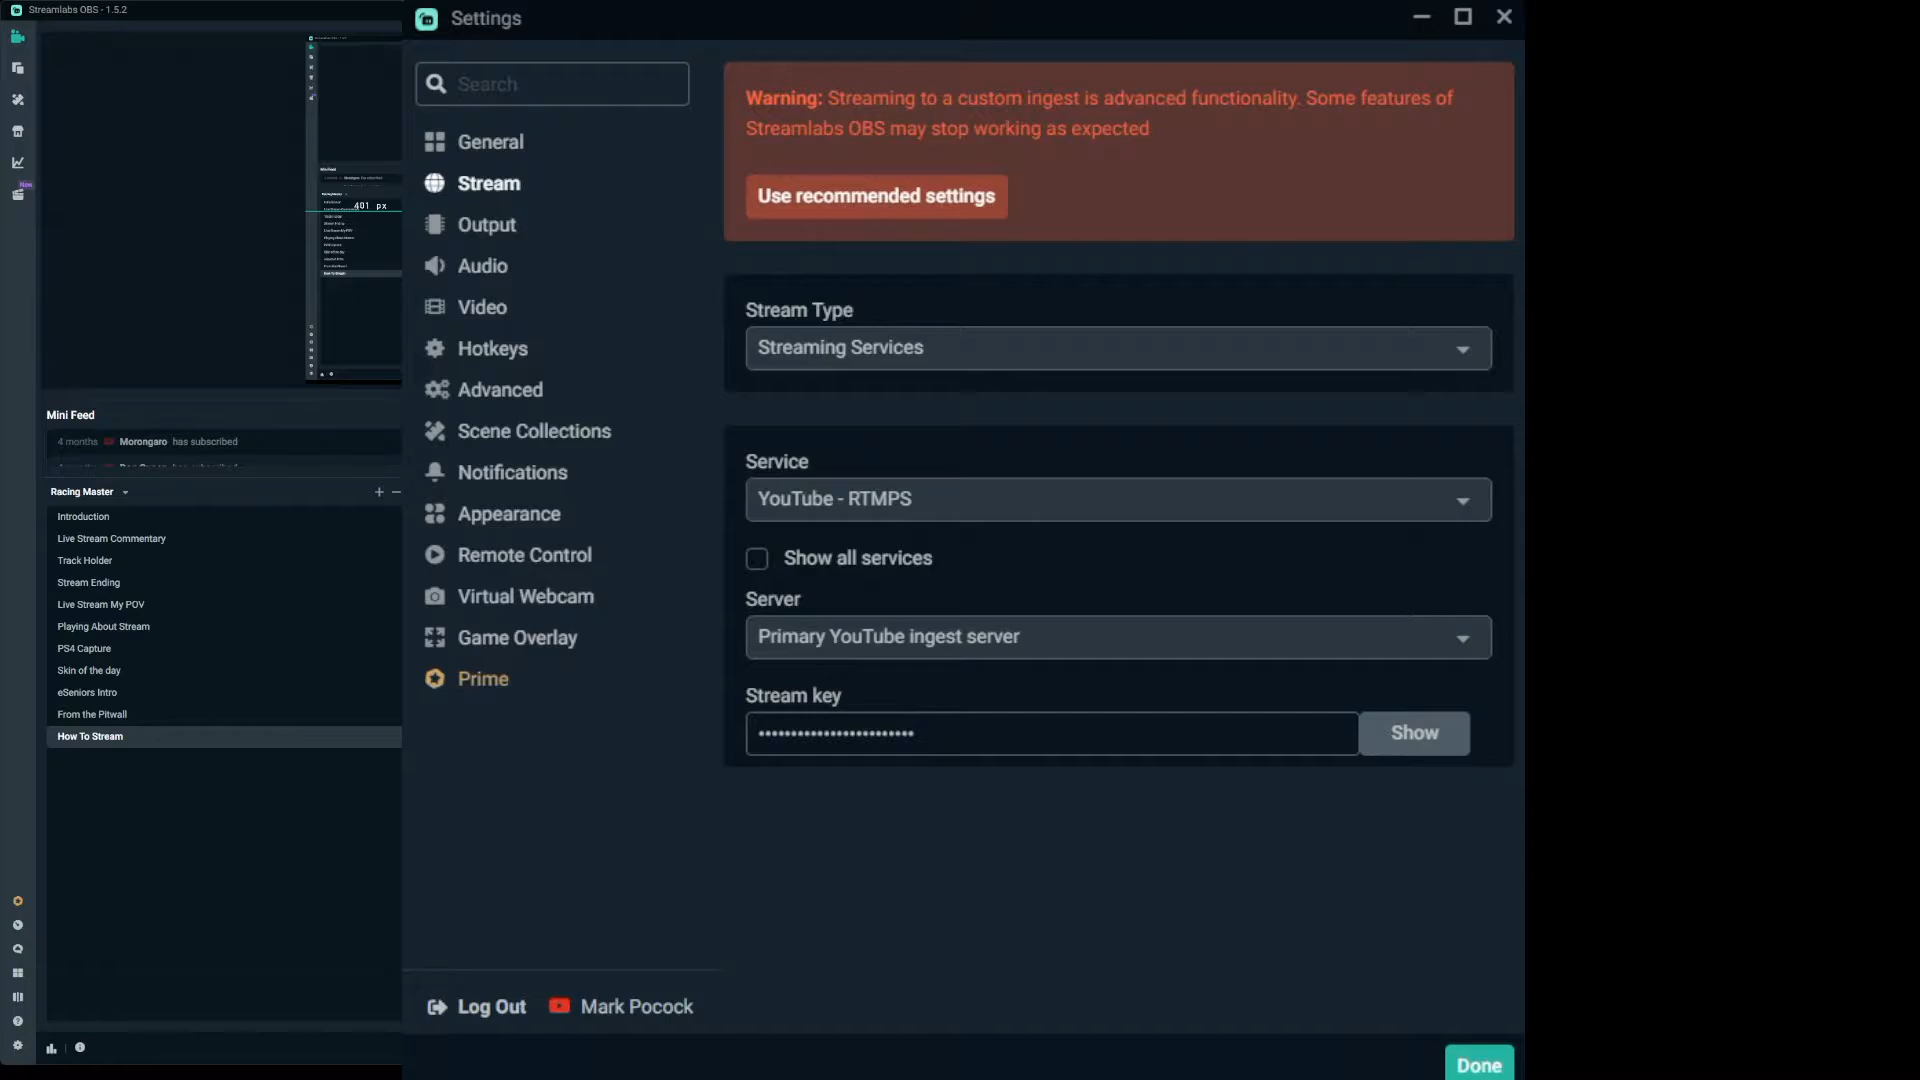 Streamlabs OBS - 1.5.2
New
401 px
Mini Feed
4 months Morongaro has subscribed
Racing Master
Introduction
Live Stream Commentary
Track Holder
Stream Ending
Live Stream My POV
Playing About Stream
PS4 Capture
Skin of the day
eSeniors Intro
From the Pitwall
How To Stream
Settings
Search
General
Stream
Output
Audio
Video
Hotkeys
Advanced
Scene Collections
Notifications
Appearance
Remote Control
Virtual Webcam
Game Overlay
Prime
Log Out Mark Pocock
Warning: Streaming to a custom ingest is advanced functionality. Some features of
Streamlabs OBS may stop working as expected
Use recommended settings
Stream Type
Streaming Services
Service
YouTube - RTMPS
Show all services
Server
Primary YouTube ingest server
Stream key
Show
Done